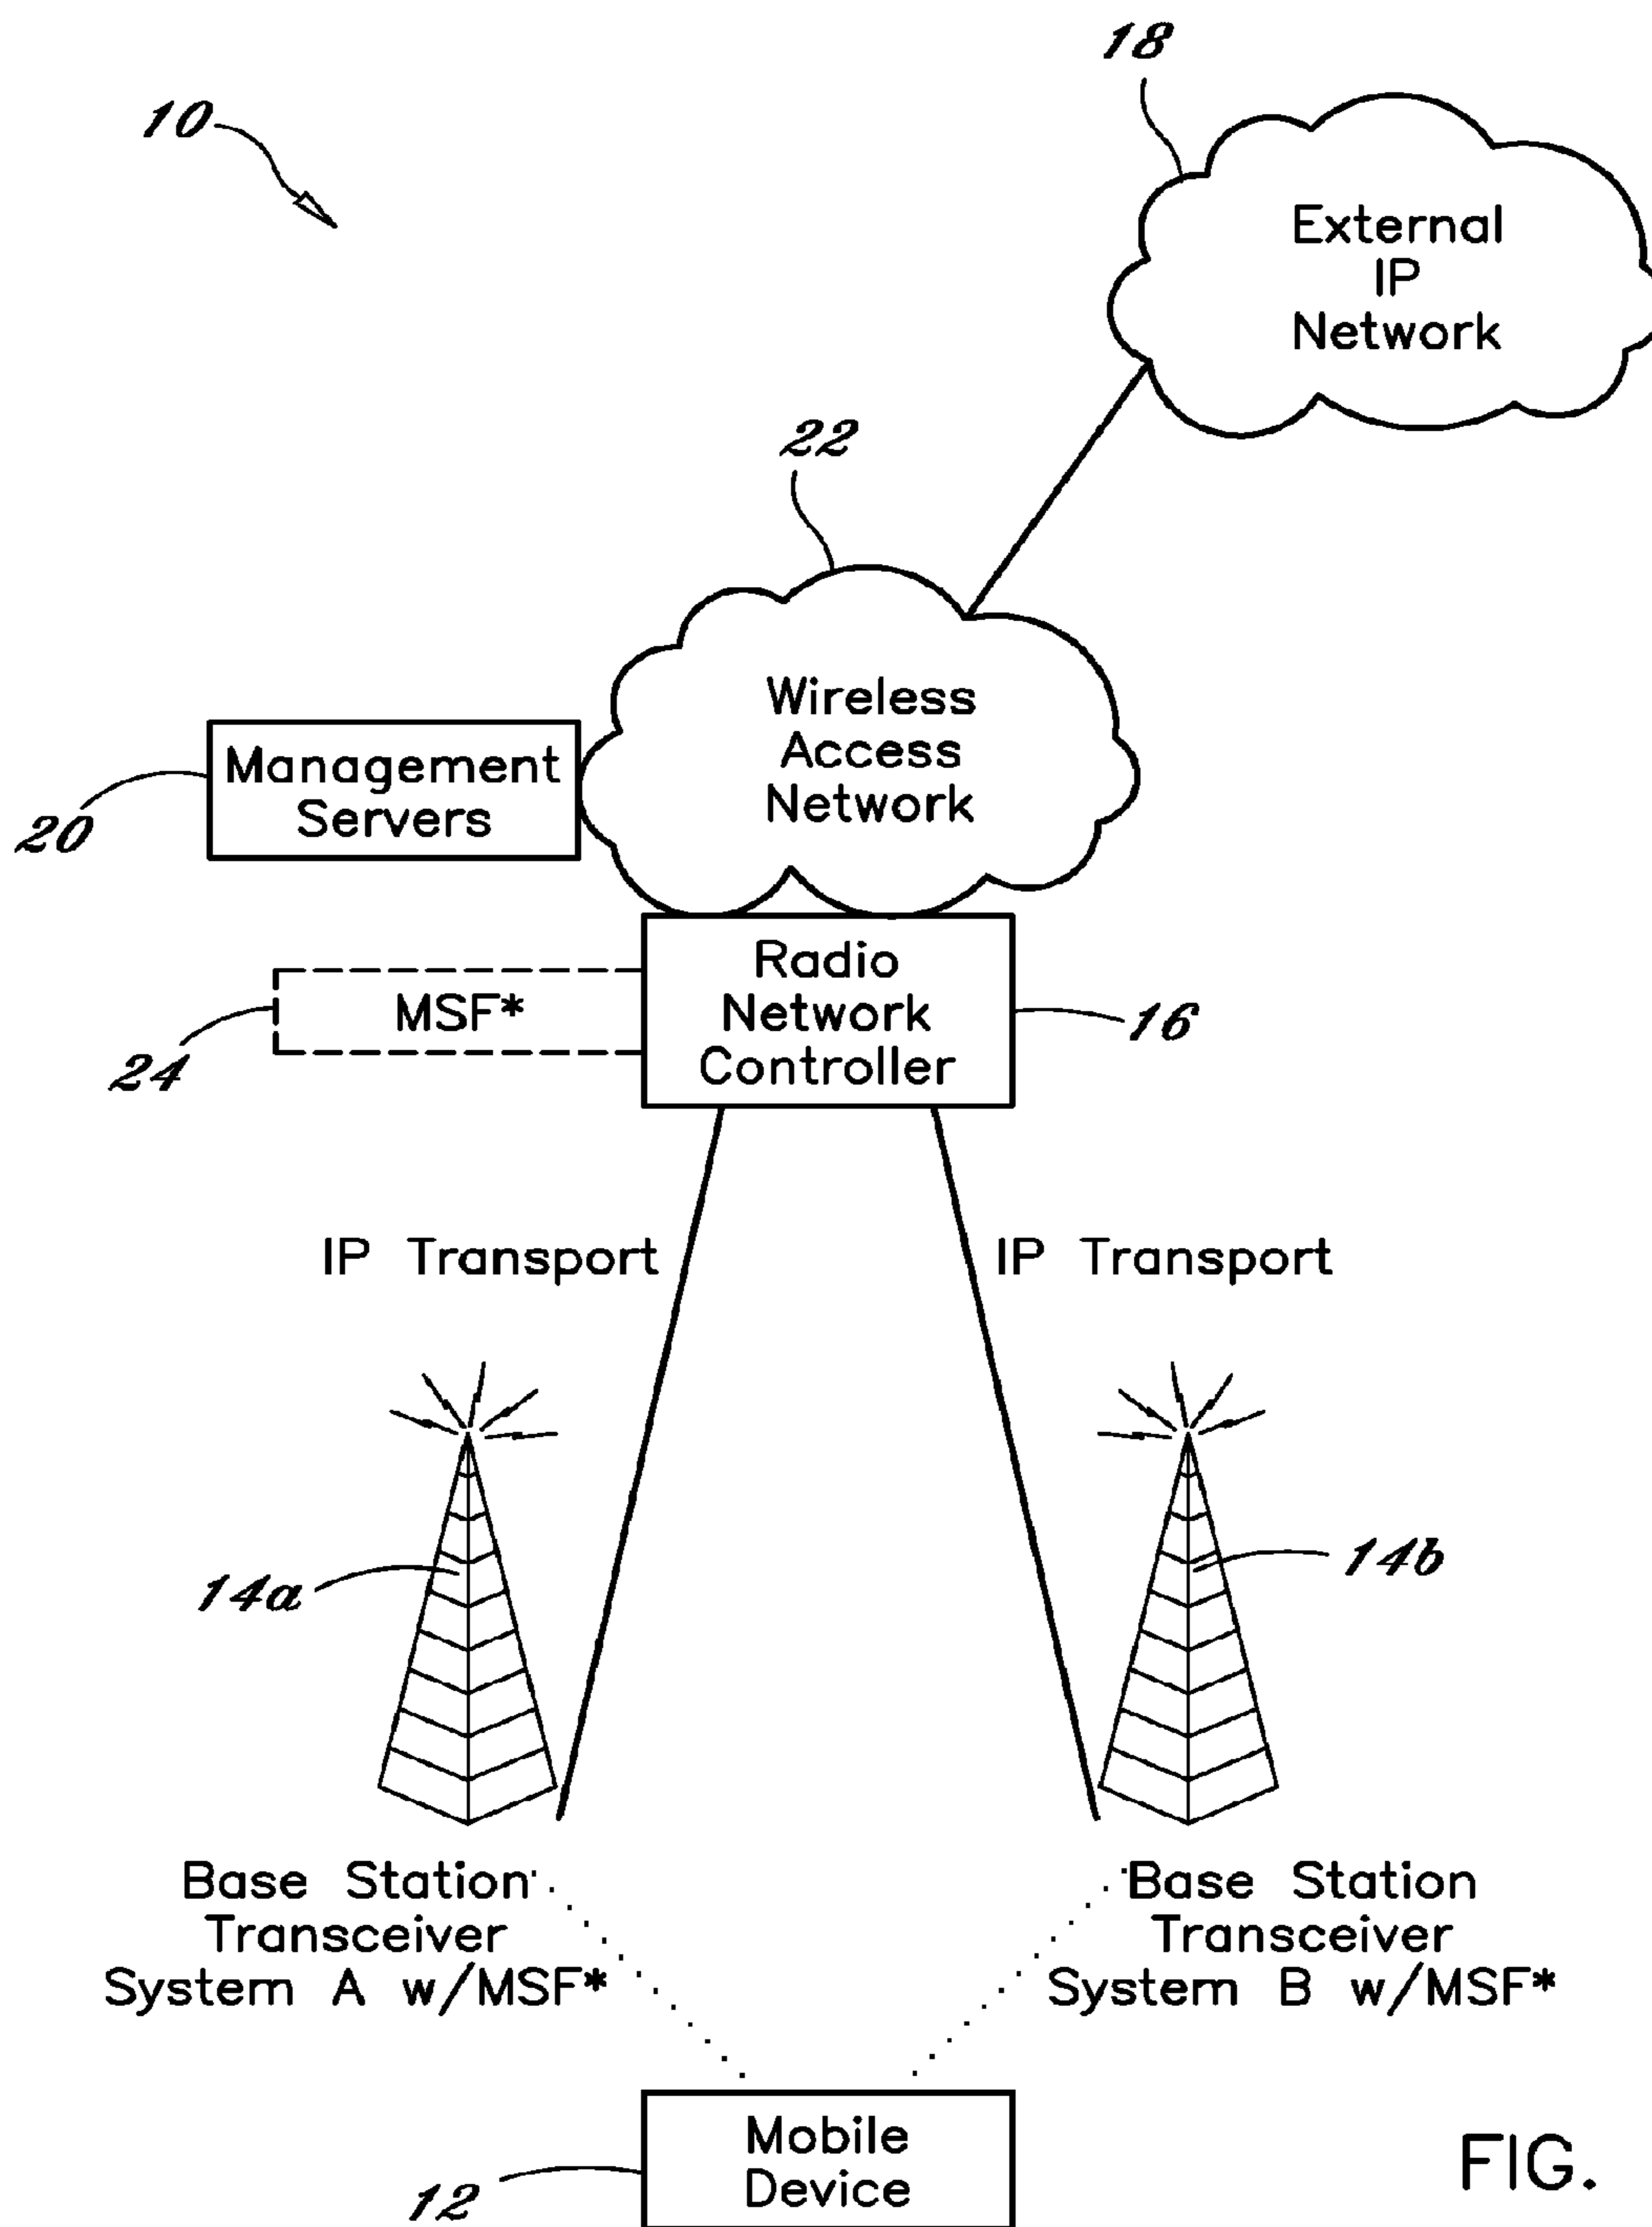 18
10
External
IP
Network
22
Wireless
Access
Network
Management
Servers
20
Radio
Network
Controller
MSF*
16
24
IP Transport
IP Transport
14a
14b
Base Station
Transceiver
System A w/MSF*
Base Station
Transceiver
System B w/MSF*
Mobile
Device
12
FIG.